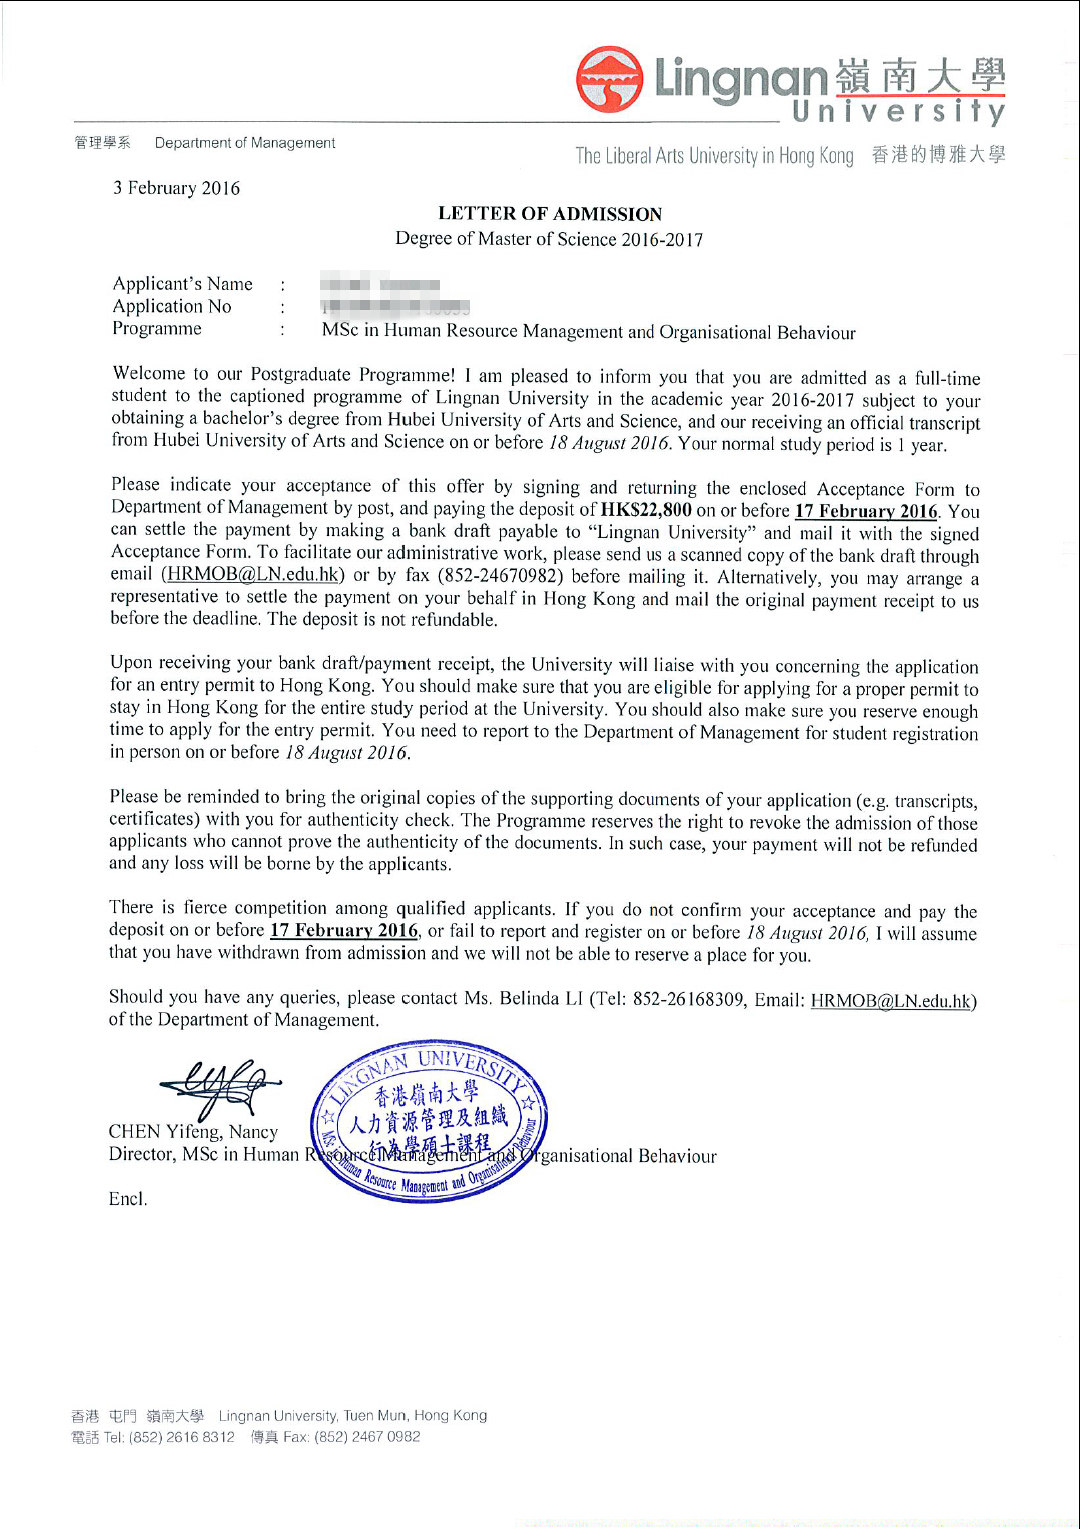 Lingnan 嶺南大學
University
管理學系 Department of Management
The Liberal Arts University in Hong Kong 香港的博雅大學
3 February 2016
LETTER OF ADMISSION
Degree of Master of Science 2016-2017
Applicant's Name :
Application No :
Programme : MSc in Human Resource Management and Organisational Behaviour
Welcome to our Postgraduate Programme! I am pleased to inform you that you are admitted as a full-time
student to the captioned programme of Lingnan University in the academic year 2016-2017 subject to your
obtaining a bachelor's degree from Hubei University of Arts and Science, and our receiving an official transcript
from Hubei University of Arts and Science on or before 18 August 2016. Your normal study period is 1 year.
Please indicate your acceptance of this offer by signing and returning the enclosed Acceptance Form to
Department of Management by post, and paying the deposit of HK$22,800 on or before 17 February 2016. You
can settle the payment by making a bank draft payable to “Lingnan University” and mail it with the signed
Acceptance Form. To facilitate our administrative work, please send us a scanned copy of the bank draft through
email (HRMOB@LN.edu.hk) or by fax (852-24670982) before mailing it. Alternatively, you may arrange a
representative to settle the payment on your behalf in Hong Kong and mail the original payment receipt to us
before the deadline. The deposit is not refundable.
Upon receiving your bank draft/payment receipt, the University will liaise with you concerning the application
for an entry permit to Hong Kong. You should make sure that you are eligible for applying for a proper permit to
stay in Hong Kong for the entire study period at the University. You should also make sure you reserve enough
time to apply for the entry permit. You need to report to the Department of Management for student registration
in person on or before 18 August 2016.
Please be reminded to bring the original copies of the supporting documents of your application (e.g. transcripts,
certificates) with you for authenticity check. The Programme reserves the right to revoke the admission of those
applicants who cannot prove the authenticity of the documents. In such case, your payment will not be refunded
and any loss will be borne by the applicants.
There is fierce competition among qualified applicants. If you do not confirm your acceptance and pay the
deposit on or before 17 February 2016, or fail to report and register on or before 18 August 2016, I will assume
that you have withdrawn from admission and we will not be able to reserve a place for you.
Should you have any queries, please contact Ms. Belinda LI (Tel: 852-26168309, Email: HRMOB@LN.edu.hk)
of the Department of Management.
LINGNAN UNIVERSITY
香港嶺南大學
人力資源管理及組織
行為學碩士課程
MSc in Human Resource Management and Organisational Behaviour
CHEN Yifeng, Nancy
Director, MSc in Human Resource Management and Organisational Behaviour
Encl.
香港 屯門 嶺南大學 Lingnan University, Tuen Mun, Hong Kong
電話 Tel: (852) 2616 8312 傳真 Fax: (852) 2467 0982